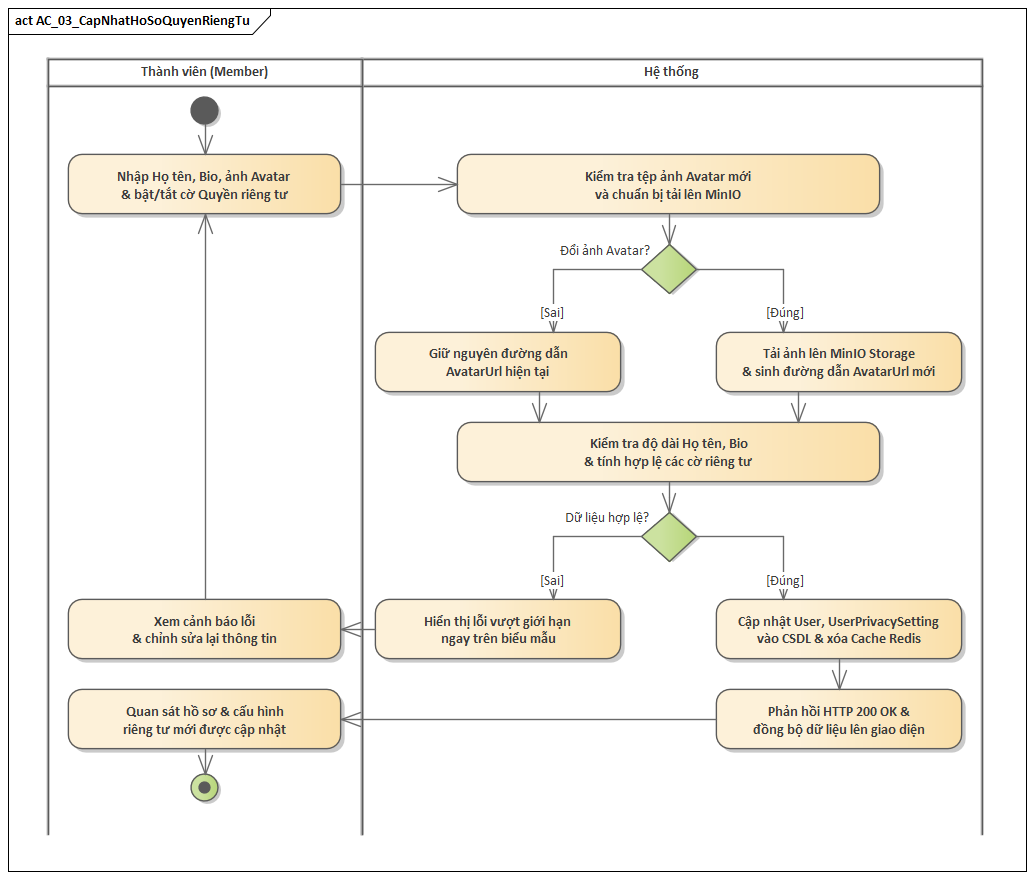 act AC_03_CapNhatHoSoQuyenRiengTu
Thành viên (Member)
Hệ thống
Nhập Họ tên, Bio, ảnh Avatar
& bật/tắt cờ Quyền riêng tư
Kiểm tra tệp ảnh Avatar mới
và chuẩn bị tải lên MinIO
Đổi ảnh Avatar?
[Sai]
[Đúng]
Giữ nguyên đường dẫn
AvatarUrl hiện tại
Tải ảnh lên MinIO Storage
& sinh đường dẫn AvatarUrl mới
Kiểm tra độ dài Họ tên, Bio
& tính hợp lệ các cờ riêng tư
Dữ liệu hợp lệ?
[Sai]
[Đúng]
Xem cảnh báo lỗi
& chỉnh sửa lại thông tin
Hiển thị lỗi vượt giới hạn
ngay trên biểu mẫu
Cập nhật User, UserPrivacySetting
vào CSDL & xóa Cache Redis
Quan sát hồ sơ & cấu hình
riêng tư mới được cập nhật
Phản hồi HTTP 200 OK &
đồng bộ dữ liệu lên giao diện